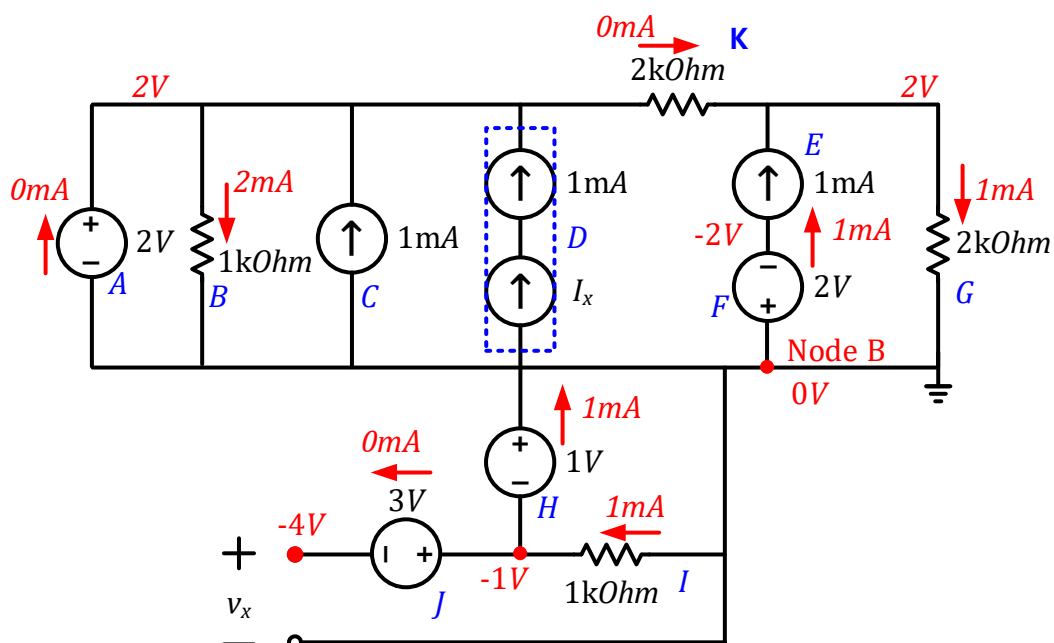 0mA
K
2kOhm
2V
2V
E
0mA
2mA
1mA
1mA
1mA
+
2V
−
1kOhm
1mA
D
-2V
1mA
2kOhm
A
B
C
I_x
F
−
2V
+
G
Node B
0V
1mA
0mA
+
1V
−
3V
H
1mA
-4V
−
+
+
-1V
1kOhm
I
v_x
J
−